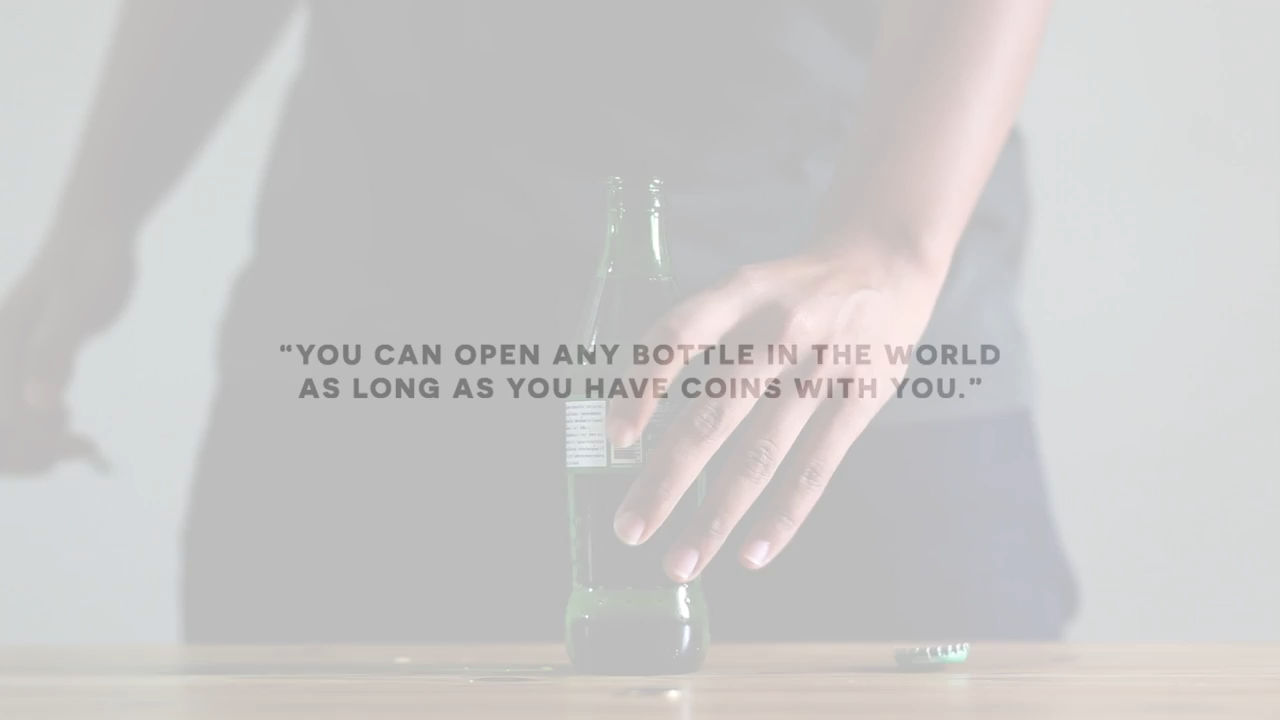 “YOU CAN OPEN ANY BOTTLE IN THE WORLD
AS LONG AS YOU HAVE COINS WITH YOU.”